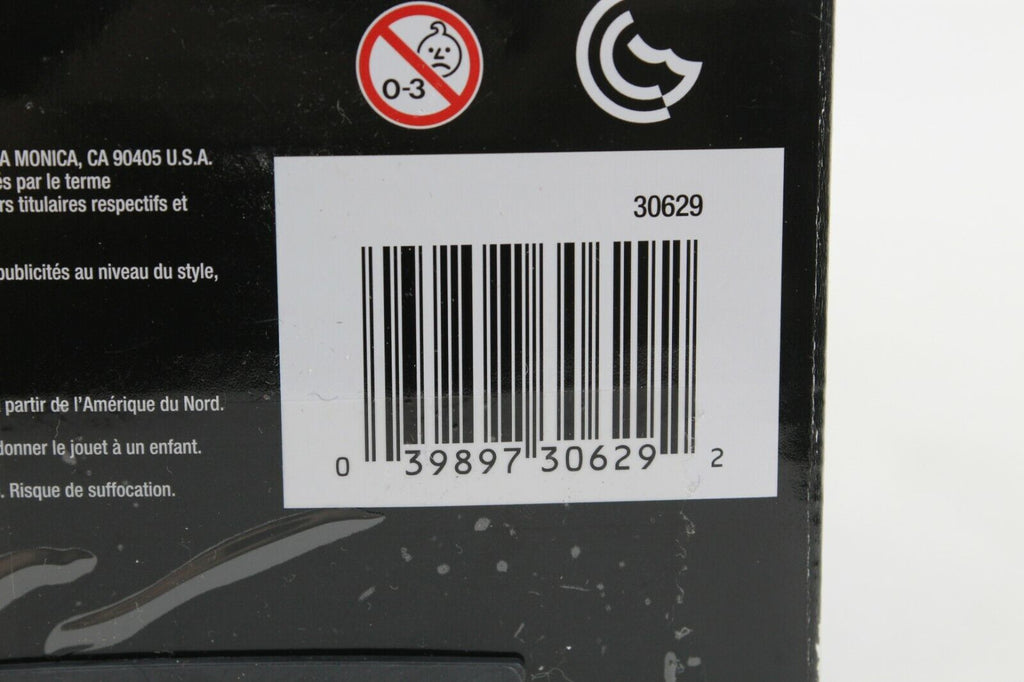 0-3
A MONICA, CA 90405 U.S.A.
és par le terme
rs titulaires respectifs et
publicités au niveau du style,
partir de l'Amérique du Nord.
donner le jouet à un enfant.
. Risque de suffocation.
30629
0 39897 30629 2